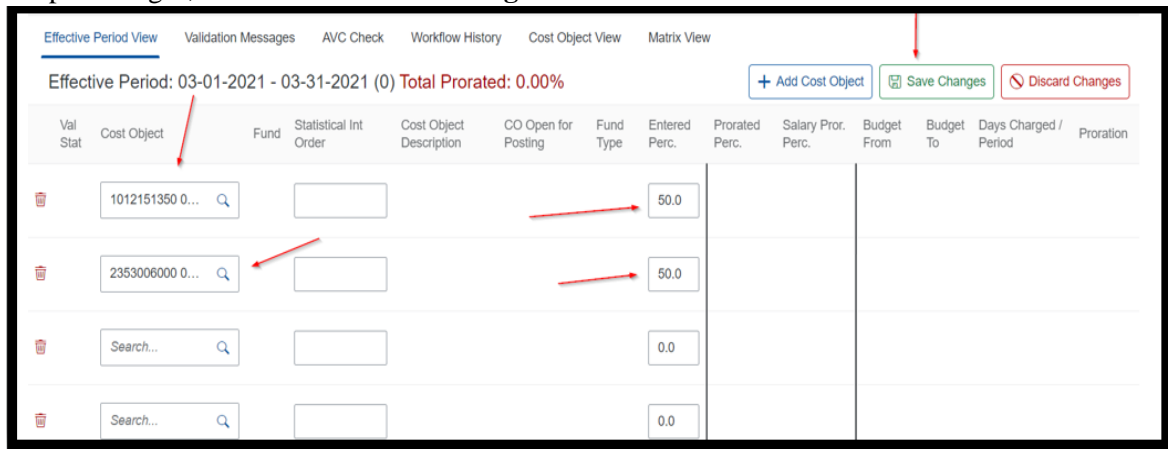 Effective Period View Validation Messages AVC Check Workflow History Cost Object View Matrix View
Effective Period: 03-01-2021 - 03-31-2021 (0) Total Prorated: 0.00% + Add Cost Object Save Changes Discard Changes
Val Stat Cost Object Fund Statistical Int Order Cost Object Description CO Open for Posting Fund Type Entered Perc. Prorated Perc. Salary Pror. Perc. Budget From Budget To Days Charged / Period Proration
1012151350 0... 50.0
2353006000 0... 50.0
Search... 0.0
Search... 0.0